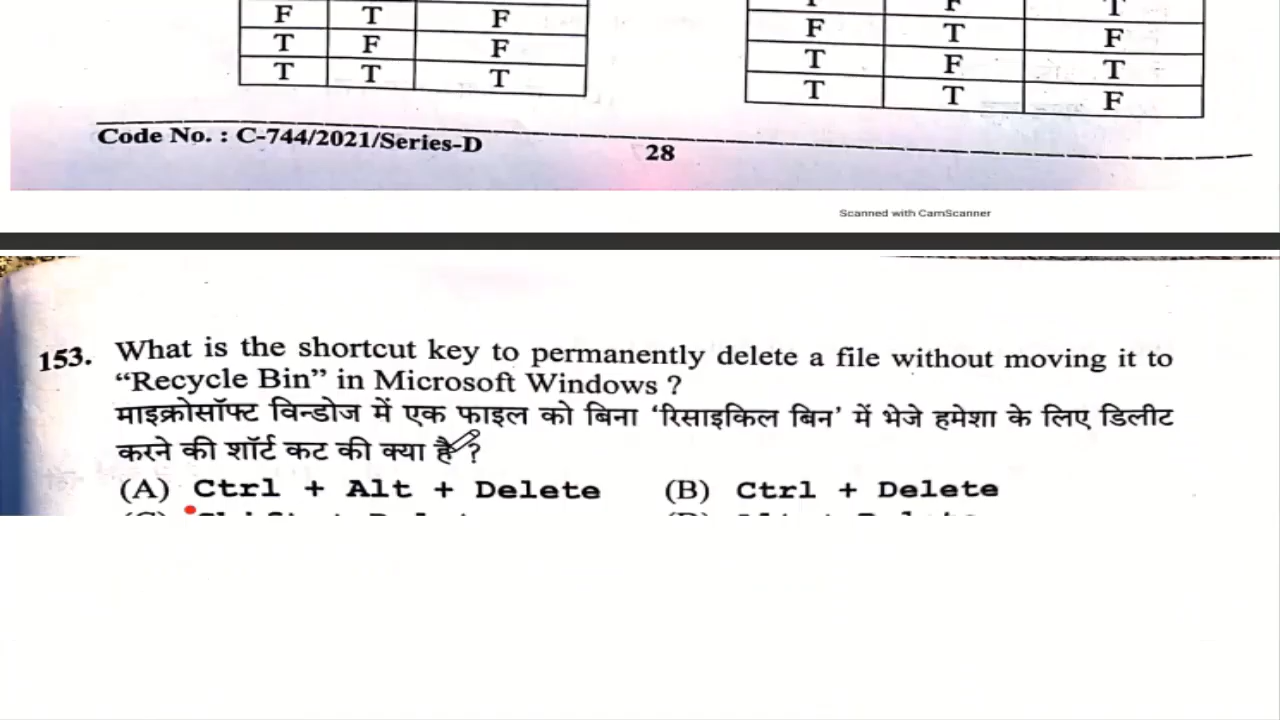 F T F
T F F
T T T
F T F
T F T
T T F
Code No. : C-744/2021/Series-D
28
Scanned with CamScanner
153. What is the shortcut key to permanently delete a file without moving it to
“Recycle Bin” in Microsoft Windows ?
माइक्रोसॉफ्ट विन्डोज में एक फाइल को बिना ‘रिसाइकिल बिन’ में भेजे हमेशा के लिए डिलीट
करने की शॉर्ट कट की क्या है ?
(A) Ctrl + Alt + Delete (B) Ctrl + Delete